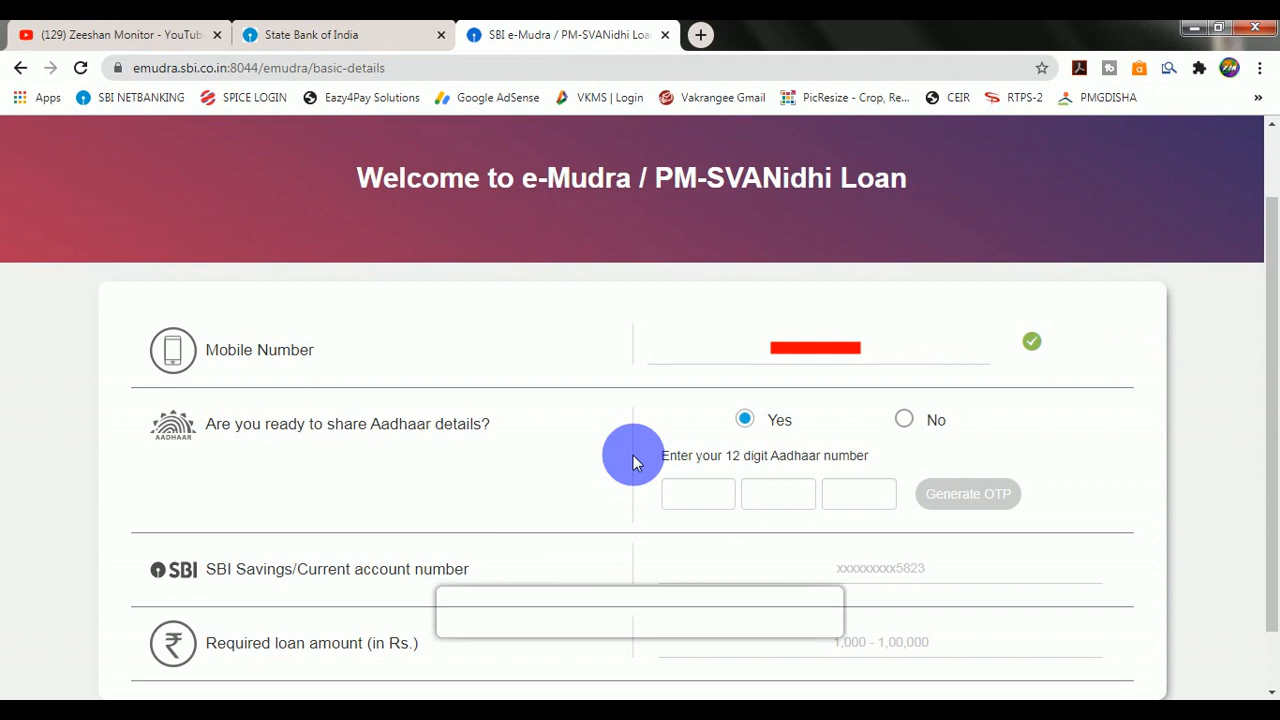 (129) Zeeshan Monitor - YouTub
State Bank of India
SBI e-Mudra / PM-SVANidhi Loa
emudra.sbi.co.in:8044/emudra/basic-details
Apps
SBI NETBANKING
SPICE LOGIN
Eazy4Pay Solutions
Google AdSense
VKMS | Login
Vakrangee Gmail
PicResize - Crop, Re...
CEIR
RTPS-2
PMGDISHA
»
Welcome to e-Mudra / PM-SVANidhi Loan
Mobile Number
AADHAAR
Are you ready to share Aadhaar details?
Yes
No
Enter your 12 digit Aadhaar number
Generate OTP
SBI
SBI Savings/Current account number
xxxxxxxxx5823
Required loan amount (in Rs.)
1,000 - 1,00,000